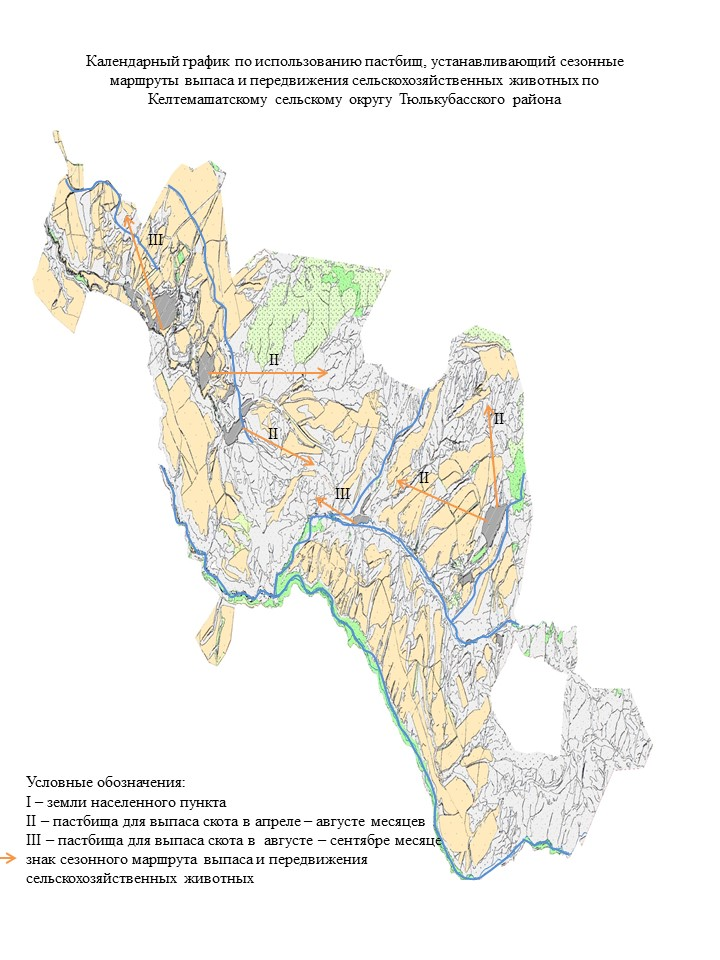 Календарный график по использованию пастбищ, устанавливающий сезонные
маршруты выпаса и передвижения сельскохозяйственных животных по
Келтемашатскому сельскому округу Тюлькубасского района
III
II
II
II
II
III
Условные обозначения:
I – земли населенного пункта
II – пастбища для выпаса скота в апреле – августе месяцев
III – пастбища для выпаса скота в августе – сентябре месяце
знак сезонного маршрута выпаса и передвижения
сельскохозяйственных животных